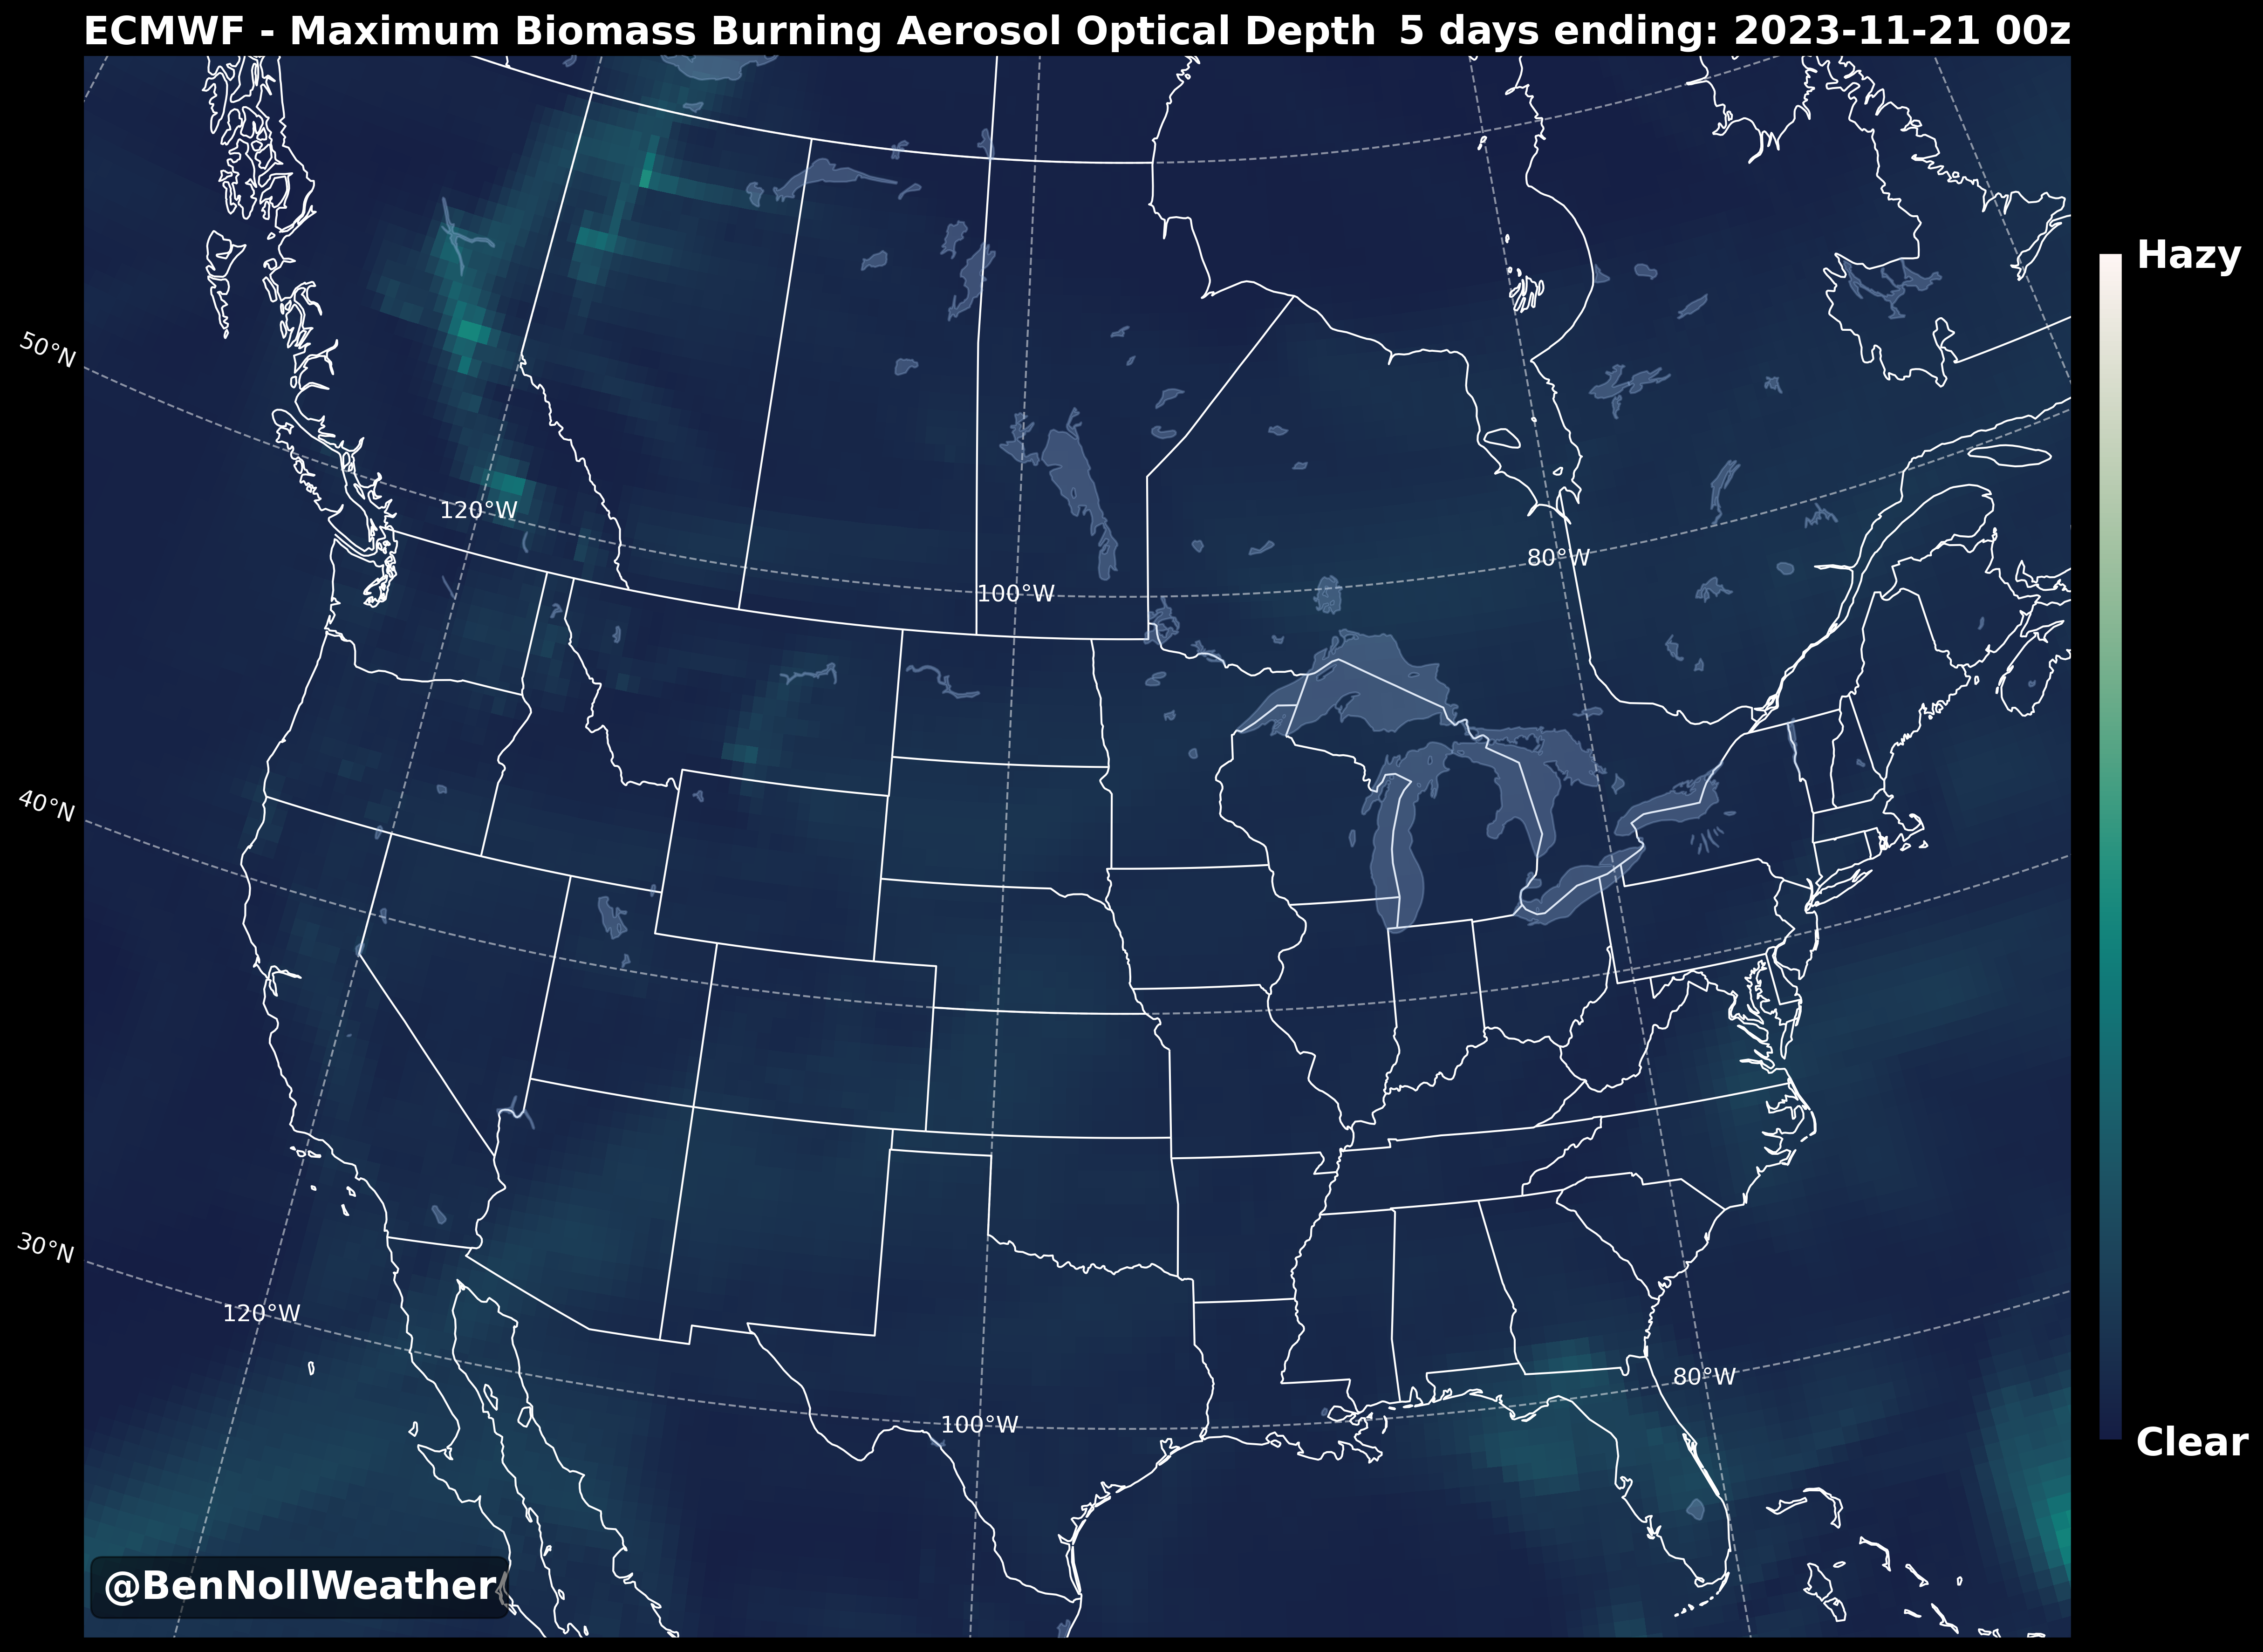 ECMWF - Maximum Biomass Burning Aerosol Optical Depth 5 days ending: 2023-11-21 00z
Hazy
50°N
120°W
80°W
100°W
40°N
30°N
120°W
80°W
100°W
Clear
@BenNollWeather